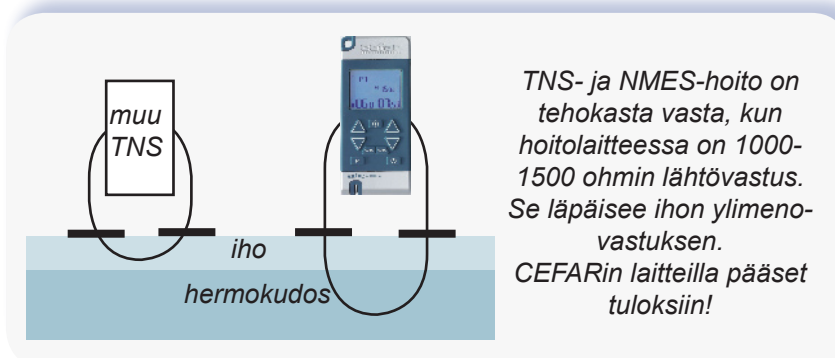 muu
TNS
iho
hermokudos
TNS- ja NMES-hoito on
tehokasta vasta, kun
hoitolaitteessa on 1000-
1500 ohmin lähtövastus.
Se läpäisee ihon ylimeno-
vastuksen.
CEFARin laitteilla pääset
tuloksiin!